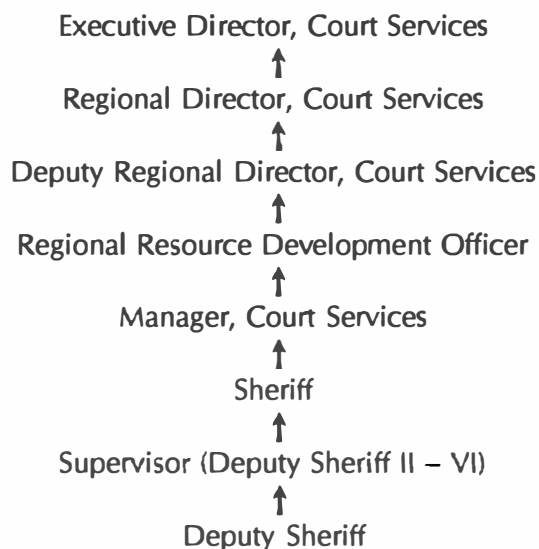 Executive Director, Court Services
Regional Director, Court Services
Deputy Regional Director, Court Services
Regional Resource Development Officer
Manager, Court Services
Sheriff
Supervisor (Deputy Sheriff II – VI)
Deputy Sheriff